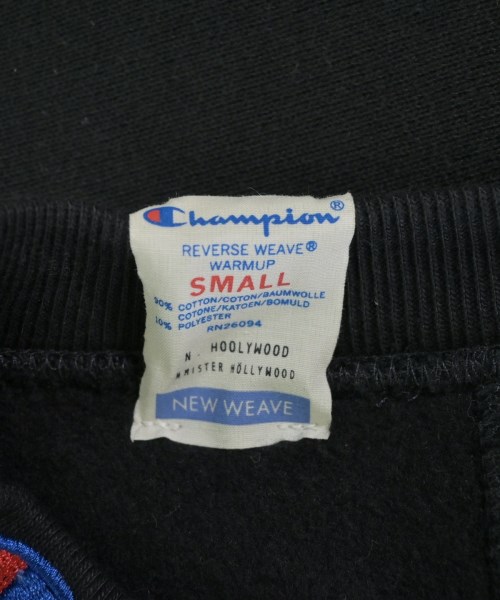 Champion®
REVERSE WEAVE®
WARMUP
SMALL
90% COTTON/COTON/BAUMWOLLE
COTONE/KATOEN/BOMULD
10% POLYESTER
RN26094
N. HOOLYWOOD
MISTER HOLLYWOOD
NEW WEAVE